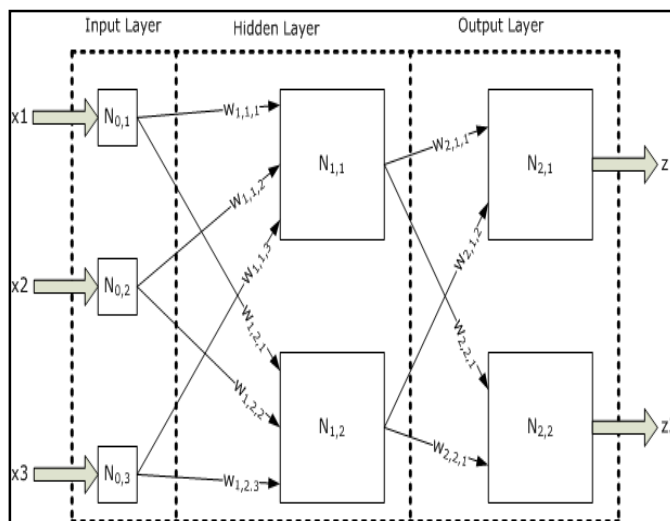 Input Layer
Hidden Layer
Output Layer
x1
N0,1
w1,1,1
N1,1
w2,1,1
N2,1
z
w1,1,2
w1,1,3
w2,1,2
x2
N0,2
w1,2,1
w2,2,1
w1,2,2
N1,2
N2,2
z
x3
N0,3
w1,2.3
w2,2,1